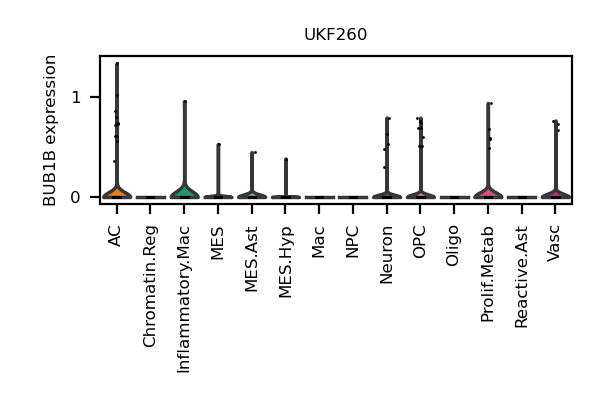 UKF260
BUB1B expression
1
0
AC
Chromatin.Reg
Inflammatory.Mac
MES
MES.Ast
MES.Hyp
Mac
NPC
Neuron
OPC
Oligo
Prolif.Metab
Reactive.Ast
Vasc